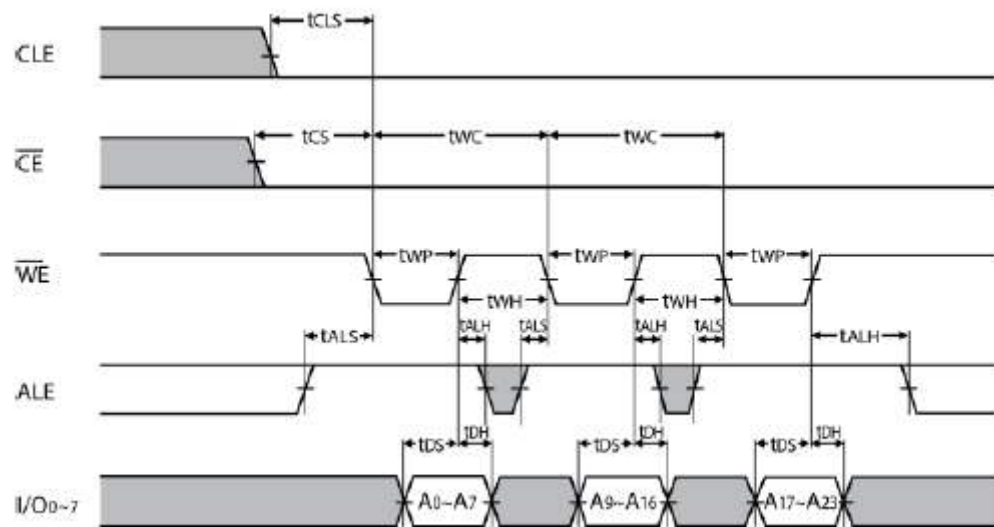 tCLS
CLE
tCS tWC tWC
CE
tWP tWP tWP
WE
tWH tWH
tALS tALH tALS tALH tALS tALH
ALE
tDS tDH tDS tDH tDS tDH
I/O0~7 A0~A7 A9~A16 A17~A23